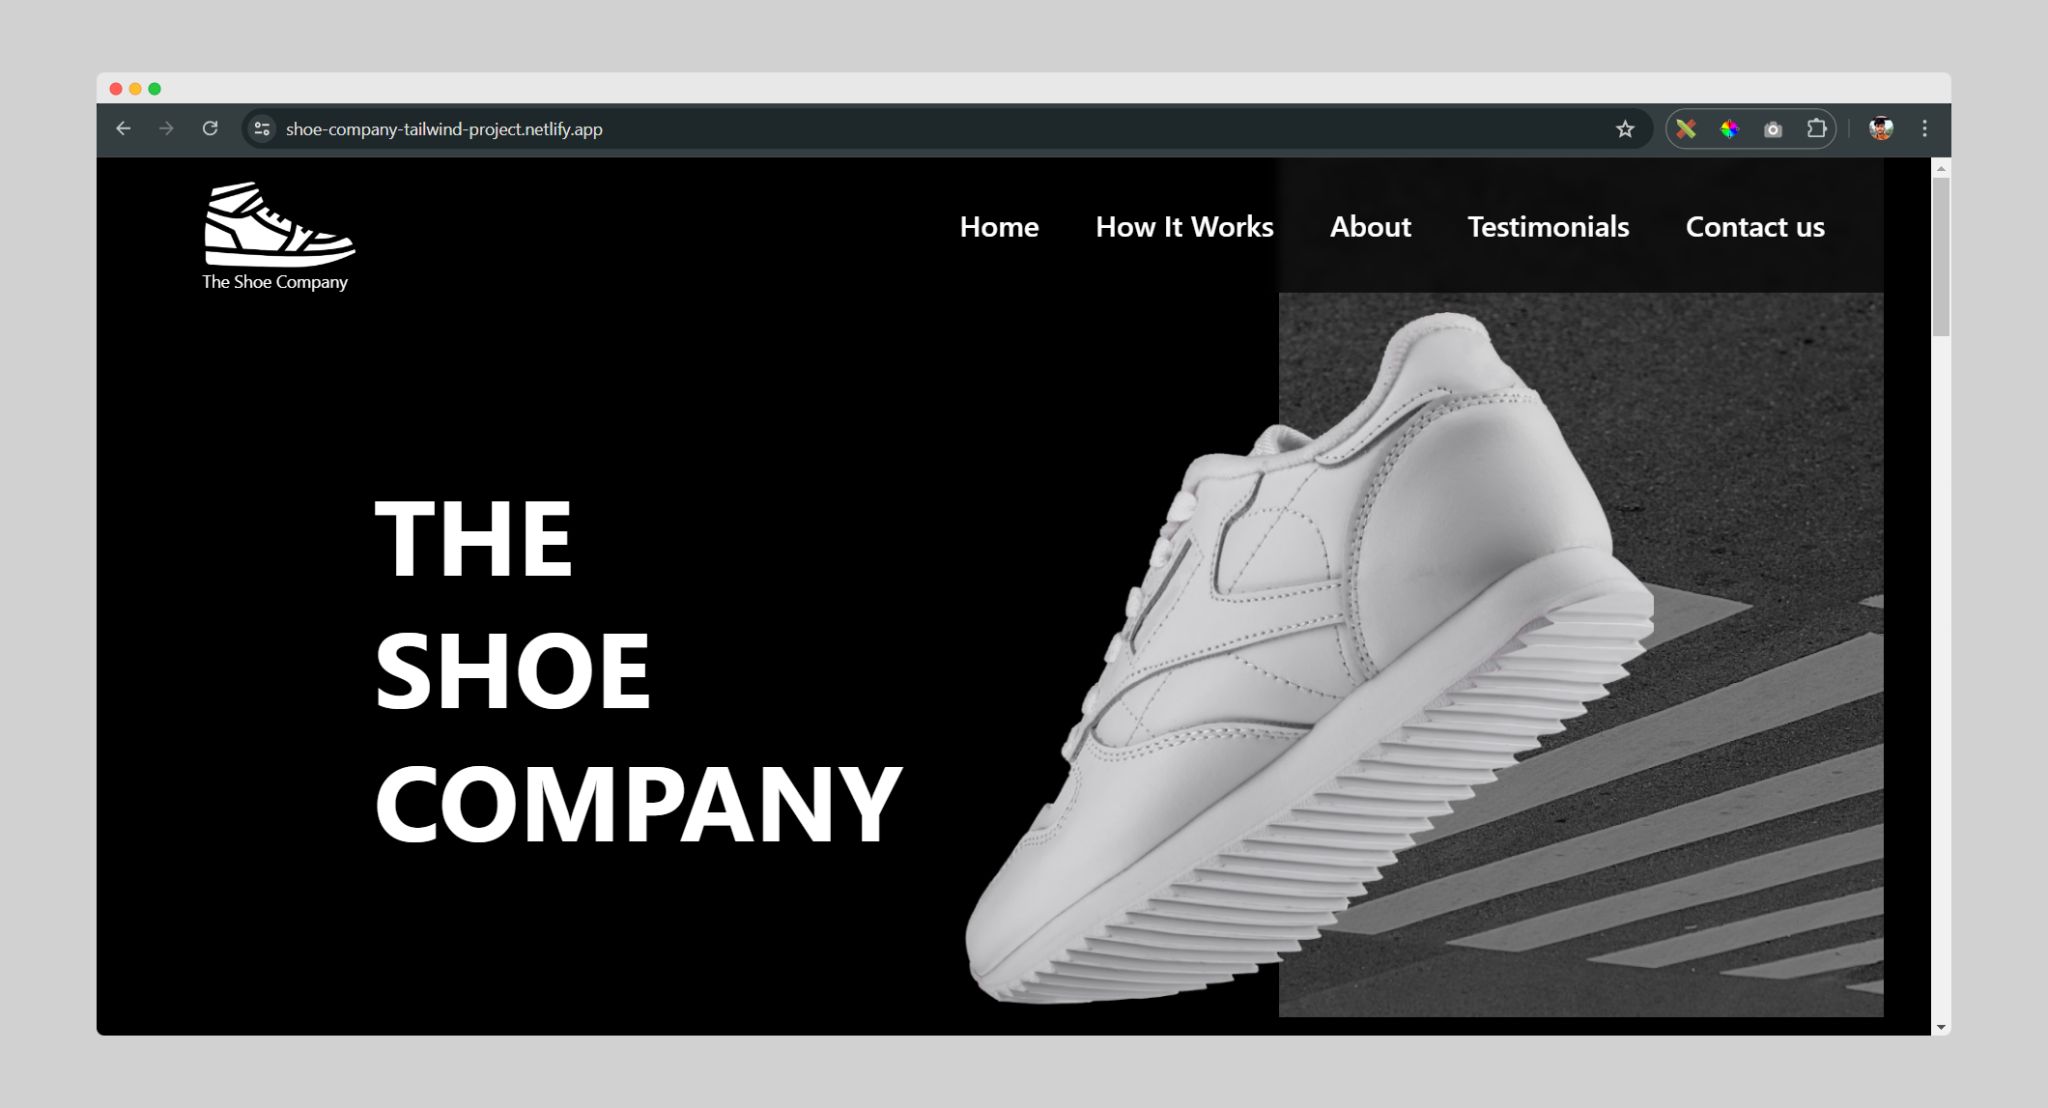 shoe-company-tailwind-project.netlify.app
The Shoe Company
Home How It Works About Testimonials Contact us
THE
SHOE
COMPANY